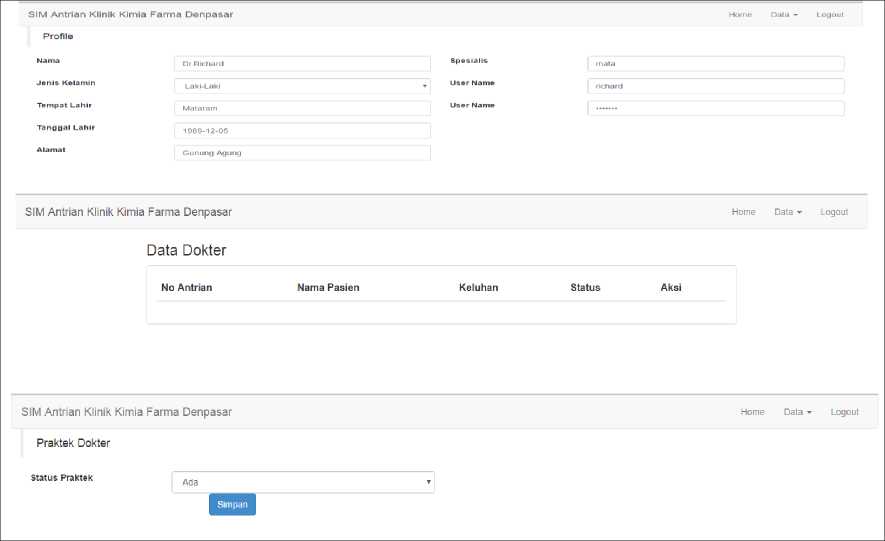 SIM Antrian Klinik Kimia Farma Denpasar Home Data Logout
Profile
Nama Dr Richard Spesialis mata
Jenis Kelamin Laki-Laki User Name richard
Tempat Lahir Mataram User Name •••••••
Tanggal Lahir 1989-12-05
Alamat Gunung Agung
SIM Antrian Klinik Kimia Farma Denpasar Home Data Logout
Data Dokter
No Antrian Nama Pasien Keluhan Status Aksi
SIM Antrian Klinik Kimia Farma Denpasar Home Data Logout
Praktek Dokter
Status Praktek Ada
Simpan